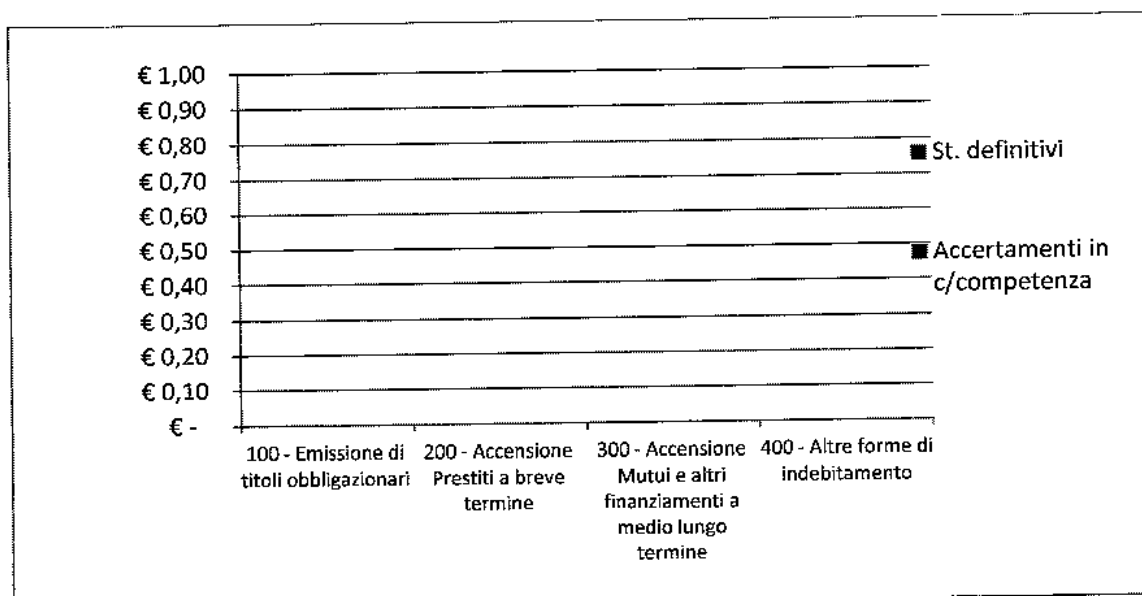 € 1,00
€ 0,90
€ 0,80
€ 0,70
€ 0,60
€ 0,50
€ 0,40
€ 0,30
€ 0,20
€ 0,10
€ -
St. definitivi
Accertamenti in
c/competenza
100 - Emissione di
titoli obbligazionari
200 - Accensione
Prestiti a breve
termine
300 - Accensione
Mutui e altri
finanziamenti a
medio lungo
termine
400 - Altre forme di
indebitamento